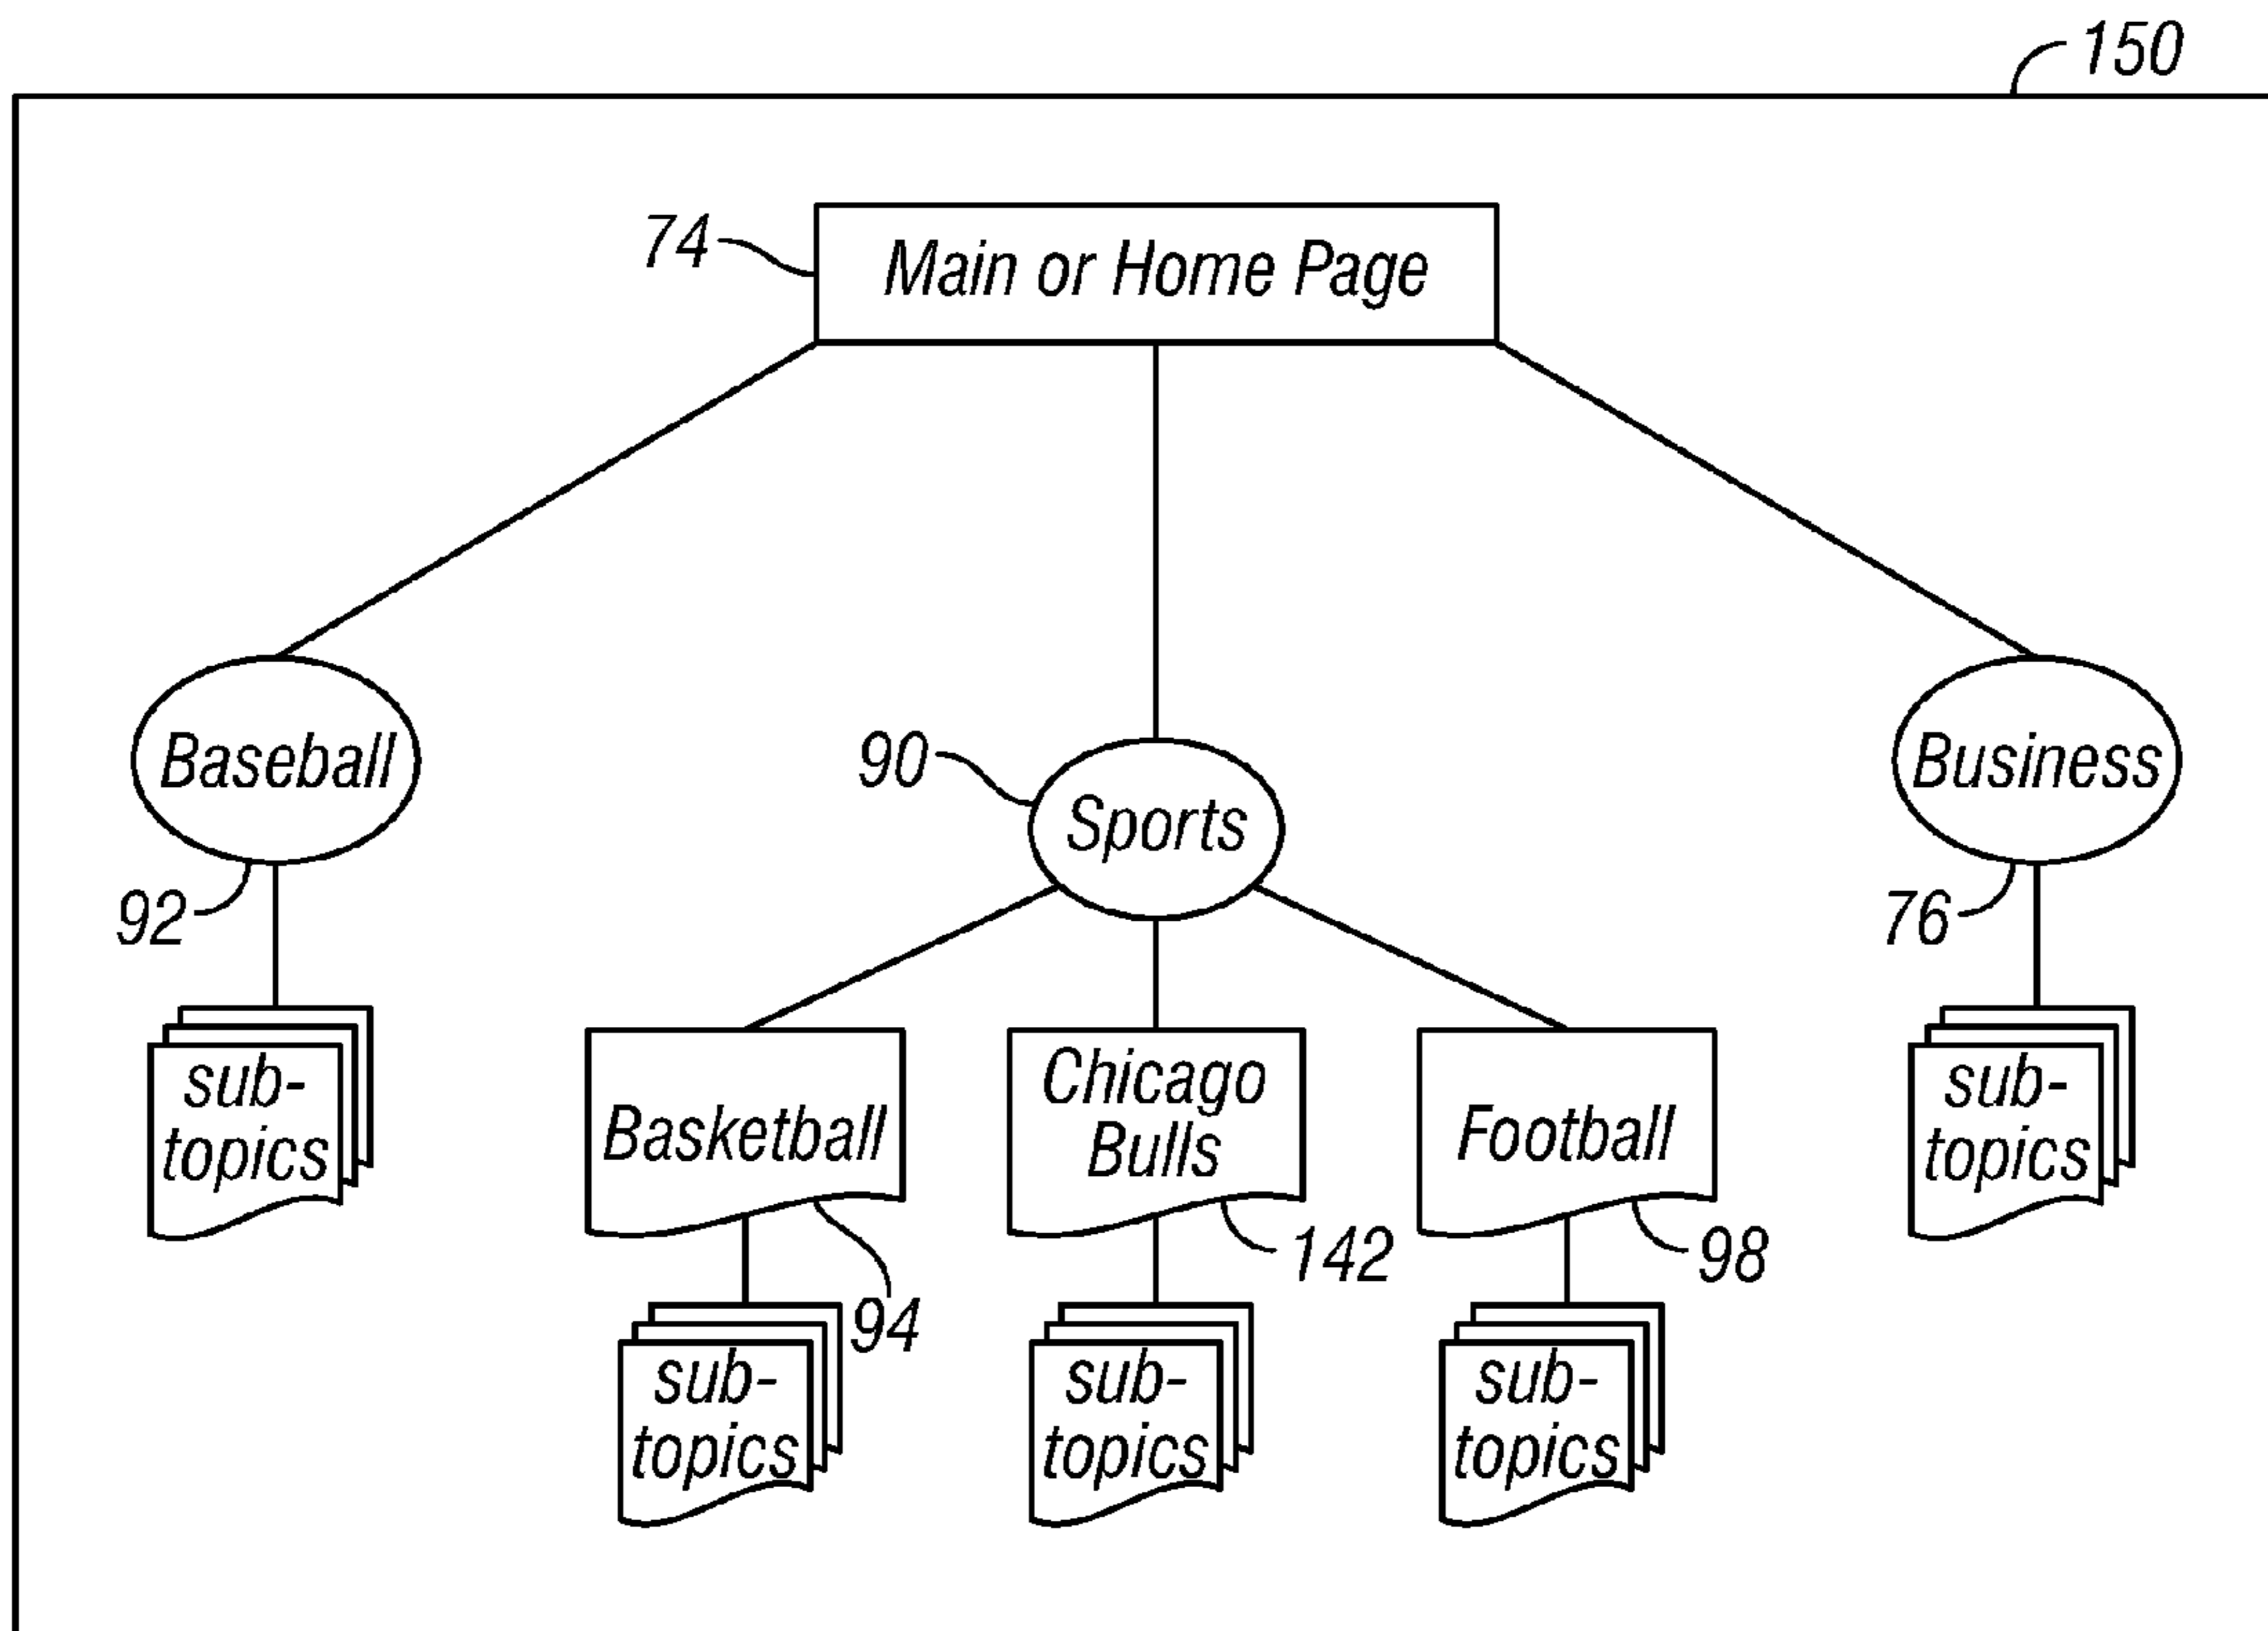 150
74
Main or Home Page
Baseball
90
Sports
Business
92
76
sub-
topics
Basketball
Chicago
Bulls
Football
sub-
topics
94
142
98
sub-
topics
sub-
topics
sub-
topics